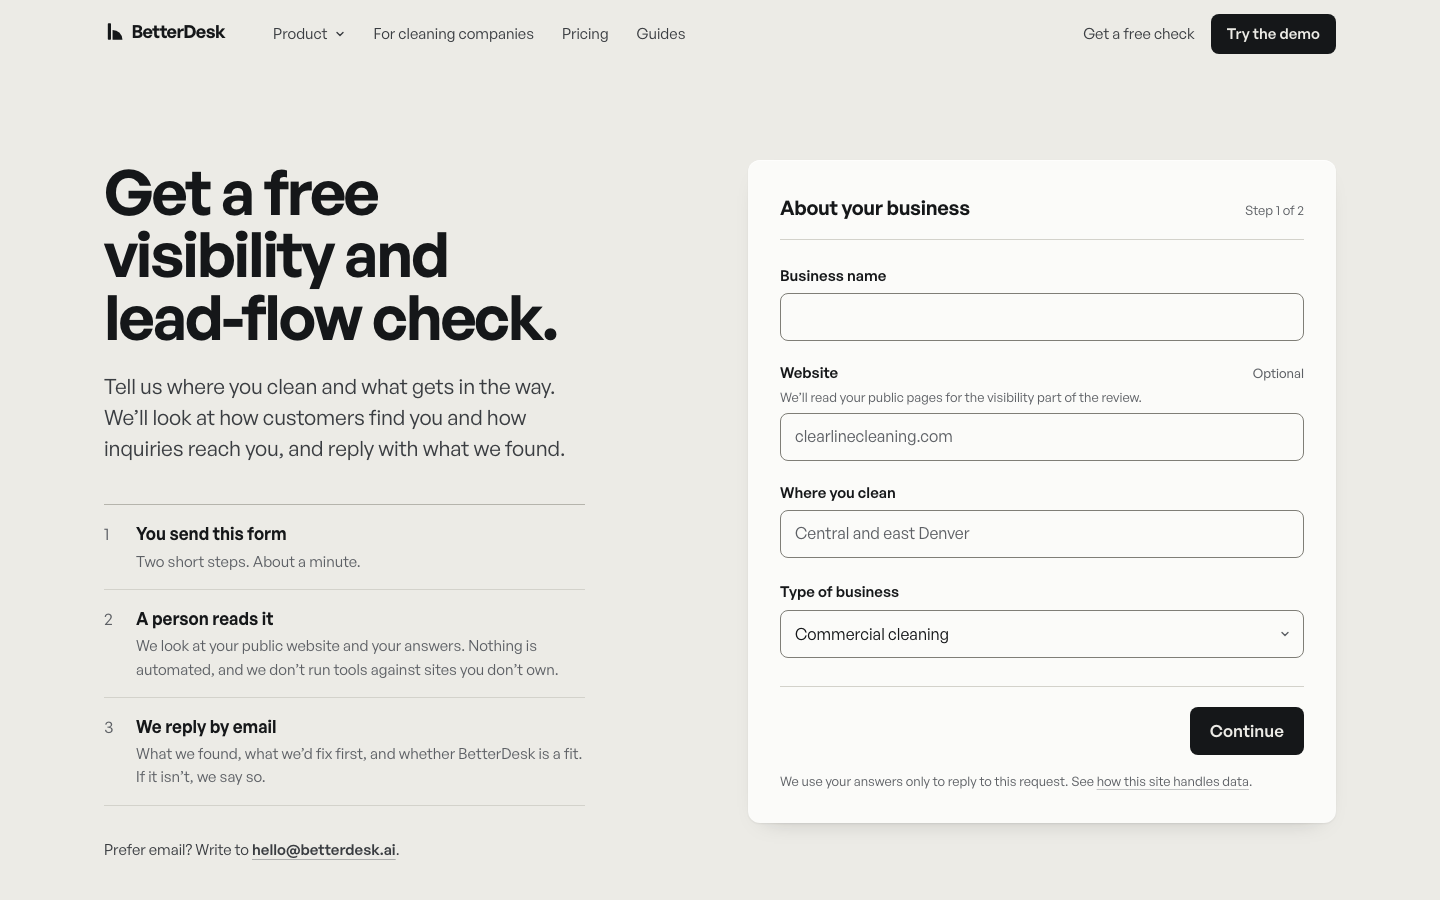 BetterDesk
Product
For cleaning companies
Pricing
Guides
Get a free check
Try the demo
Get a free
visibility and
lead-flow check.
Tell us where you clean and what gets in the way.
We’ll look at how customers find you and how
inquiries reach you, and reply with what we found.
1 You send this form
Two short steps. About a minute.
2 A person reads it
We look at your public website and your answers. Nothing is
automated, and we don’t run tools against sites you don’t own.
3 We reply by email
What we found, what we’d fix first, and whether BetterDesk is a fit.
If it isn’t, we say so.
Prefer email? Write to hello@betterdesk.ai.
About your business
Step 1 of 2
Business name
Website
Optional
We’ll read your public pages for the visibility part of the review.
clearlinecleaning.com
Where you clean
Central and east Denver
Type of business
Commercial cleaning
Continue
We use your answers only to reply to this request. See how this site handles data.